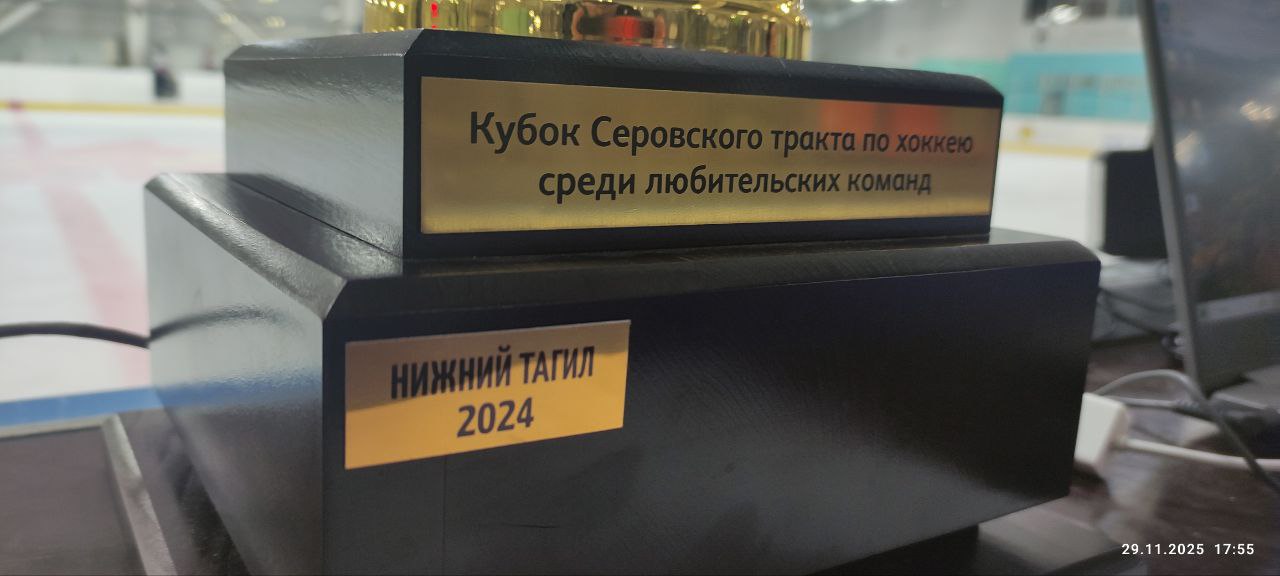 Кубок Серовского тракта по хоккею
среди любительских команд
НИЖНИЙ ТАГИЛ
2024
29.11.2025 17:55